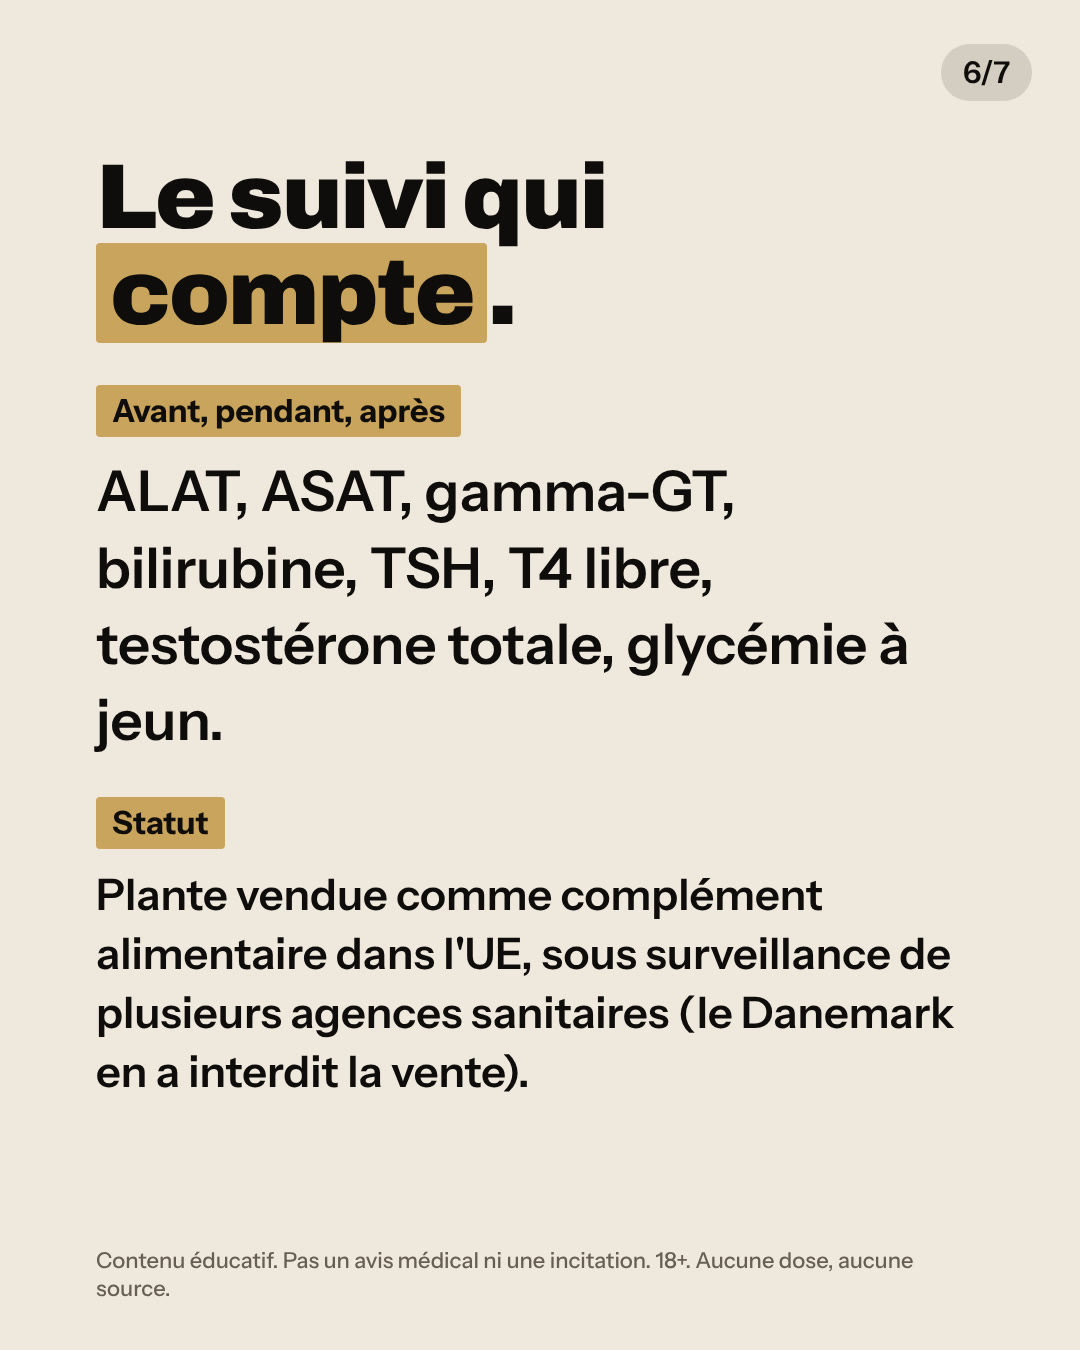 6/7
Le suivi qui
compte.
Avant, pendant, après
ALAT, ASAT, gamma-GT,
bilirubine, TSH, T4 libre,
testostérone totale, glycémie à
jeun.
Statut
Plante vendue comme complément
alimentaire dans l'UE, sous surveillance de
plusieurs agences sanitaires (le Danemark
en a interdit la vente).
Contenu éducatif. Pas un avis médical ni une incitation. 18+. Aucune dose, aucune
source.